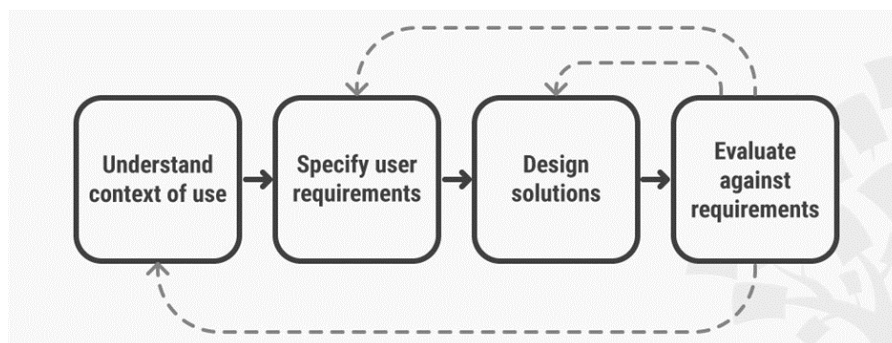 Understand
context of use
Specify user
requirements
Design
solutions
Evaluate
against
requirements